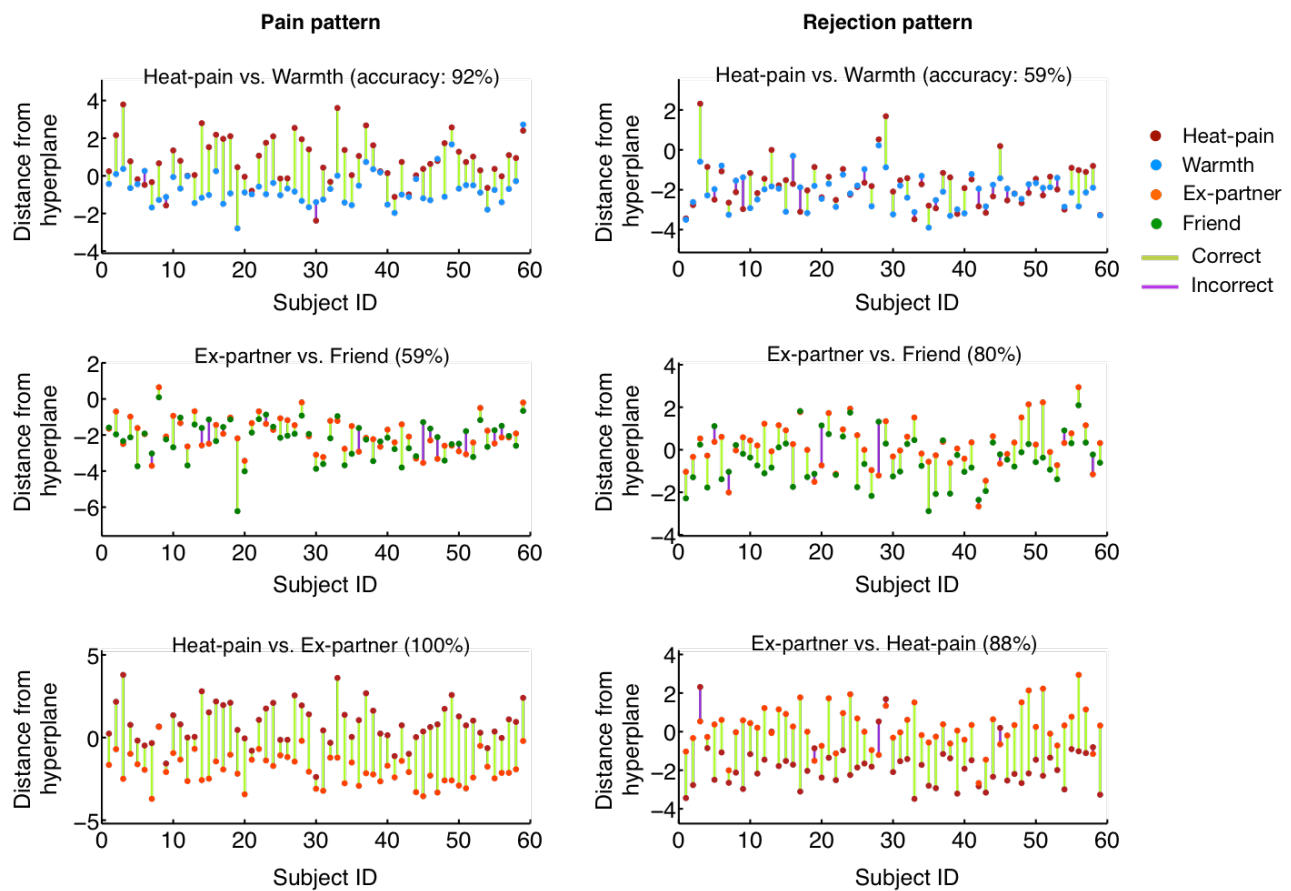 Pain pattern
Rejection pattern
Heat-pain vs. Warmth (accuracy: 92%)
Distance from
hyperplane
4
2
0
−2
−4
0 10 20 30 40 50 60
Subject ID
Heat-pain vs. Warmth (accuracy: 59%)
Distance from
hyperplane
2
0
−2
−4
0 10 20 30 40 50 60
Subject ID
Heat-pain
Warmth
Ex-partner
Friend
Correct
Incorrect
Ex-partner vs. Friend (59%)
Distance from
hyperplane
2
0
−2
−4
−6
0 10 20 30 40 50 60
Subject ID
Ex-partner vs. Friend (80%)
Distance from
hyperplane
4
2
0
−2
−4
0 10 20 30 40 50 60
Subject ID
Heat-pain vs. Ex-partner (100%)
Distance from
hyperplane
5
0
−5
0 10 20 30 40 50 60
Subject ID
Ex-partner vs. Heat-pain (88%)
Distance from
hyperplane
4
2
0
−2
−4
0 10 20 30 40 50 60
Subject ID